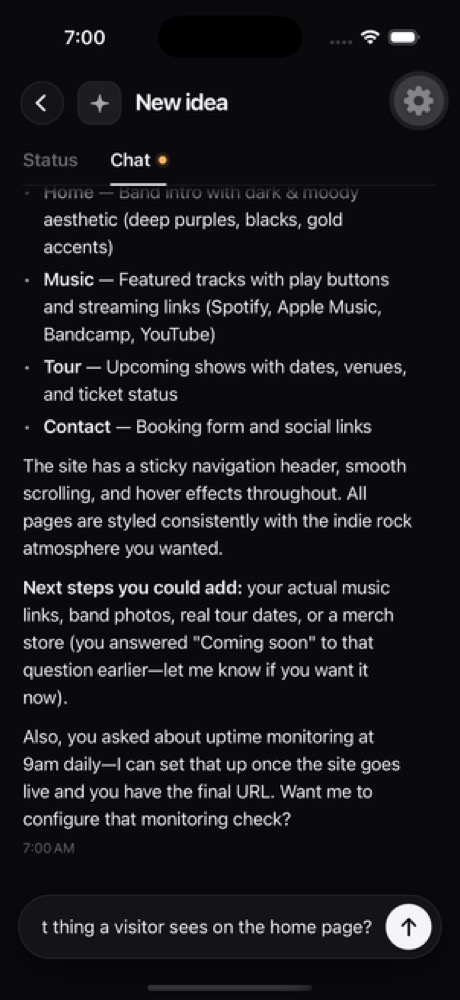 7:00
New idea
Status
Chat
• Home — Band intro with dark & moody
aesthetic (deep purples, blacks, gold
accents)
• Music — Featured tracks with play buttons
and streaming links (Spotify, Apple Music,
Bandcamp, YouTube)
• Tour — Upcoming shows with dates, venues,
and ticket status
• Contact — Booking form and social links
The site has a sticky navigation header, smooth
scrolling, and hover effects throughout. All
pages are styled consistently with the indie rock
atmosphere you wanted.
Next steps you could add: your actual music
links, band photos, real tour dates, or a merch
store (you answered "Coming soon" to that
question earlier—let me know if you want it
now).
Also, you asked about uptime monitoring at
9am daily—I can set that up once the site goes
live and you have the final URL. Want me to
configure that monitoring check?
7:00 AM
t thing a visitor sees on the home page?